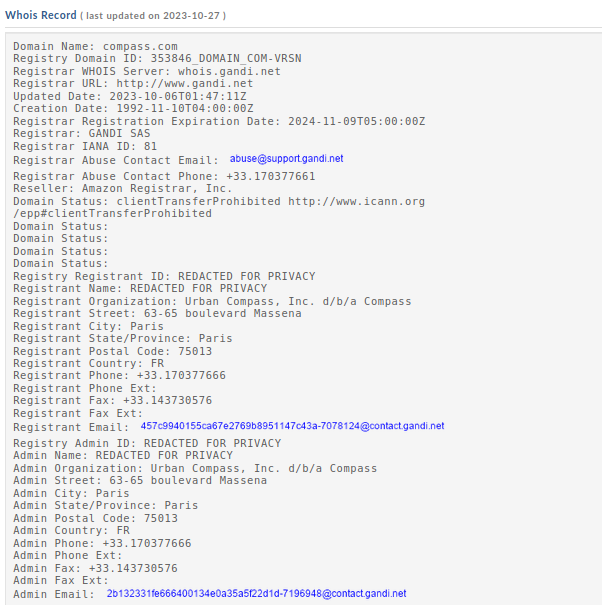 Whois Record ( last updated on 2023-10-27 )
Domain Name: compass.com
Registry Domain ID: 353846_DOMAIN_COM-VRSN
Registrar WHOIS Server: whois.gandi.net
Registrar URL: http://www.gandi.net
Updated Date: 2023-10-06T01:47:11Z
Creation Date: 1992-11-10T04:00:00Z
Registrar Registration Expiration Date: 2024-11-09T05:00:00Z
Registrar: GANDI SAS
Registrar IANA ID: 81
Registrar Abuse Contact Email: abuse@support.gandi.net
Registrar Abuse Contact Phone: +33.170377661
Reseller: Amazon Registrar, Inc.
Domain Status: clientTransferProhibited http://www.icann.org
/epp#clientTransferProhibited
Domain Status:
Domain Status:
Domain Status:
Domain Status:
Registry Registrant ID: REDACTED FOR PRIVACY
Registrant Name: REDACTED FOR PRIVACY
Registrant Organization: Urban Compass, Inc. d/b/a Compass
Registrant Street: 63-65 boulevard Massena
Registrant City: Paris
Registrant State/Province: Paris
Registrant Postal Code: 75013
Registrant Country: FR
Registrant Phone: +33.170377666
Registrant Phone Ext:
Registrant Fax: +33.143730576
Registrant Fax Ext:
Registrant Email: 457c9940155ca67e2769b8951147c43a-7078124@contact.gandi.net
Registry Admin ID: REDACTED FOR PRIVACY
Admin Name: REDACTED FOR PRIVACY
Admin Organization: Urban Compass, Inc. d/b/a Compass
Admin Street: 63-65 boulevard Massena
Admin City: Paris
Admin State/Province: Paris
Admin Postal Code: 75013
Admin Country: FR
Admin Phone: +33.170377666
Admin Phone Ext:
Admin Fax: +33.143730576
Admin Fax Ext:
Admin Email: 2b132331fe666400134e0a35a5f22d1d-7196948@contact.gandi.net